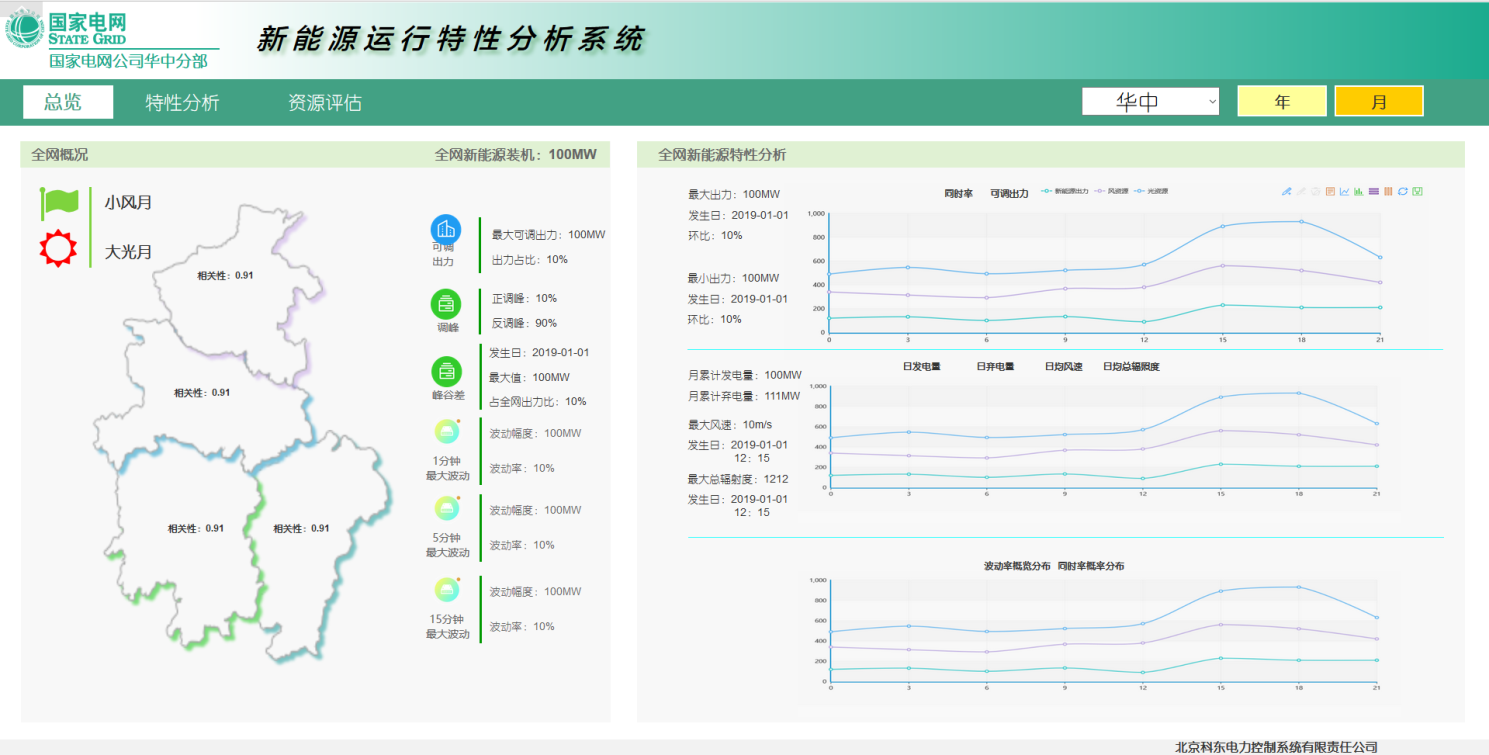 国家电网
STATE GRID
国家电网公司华中分部
新能源运行特性分析系统
总览
特性分析
资源评估
华中
年
月
全网概况
全网新能源装机：100MW
小风月
大光月
相关性：0.91
相关性：0.91
相关性：0.91
相关性：0.91
可调
出力
最大可调出力：100MW
出力占比：10%
调峰
正调峰：10%
反调峰：90%
峰谷差
发生日：2019-01-01
最大值：100MW
占全网出力比：10%
1分钟
最大波动
波动幅度：100MW
波动率：10%
5分钟
最大波动
波动幅度：100MW
波动率：10%
15分钟
最大波动
波动幅度：100MW
波动率：10%
全网新能源特性分析
最大出力：100MW
发生日：2019-01-01
环比：10%
最小出力：100MW
发生日：2019-01-01
环比：10%
同时率 可调出力 新能源出力 风资源 光资源
1,000
800
600
400
200
0
0 3 6 9 12 15 18 21
月累计发电量：100MW
月累计弃电量：111MW
最大风速：10m/s
发生日：2019-01-01
12：15
最大总辐射度：1212
发生日：2019-01-01
12：15
日发电量 日弃电量 日均风速 日均总辐照度
1,000
800
600
400
200
0
0 3 6 9 12 15 18 21
波动率概览分布 同时率概率分布
1,000
800
600
400
200
0
0 3 6 9 12 15 18 21
北京科东电力控制系统有限责任公司